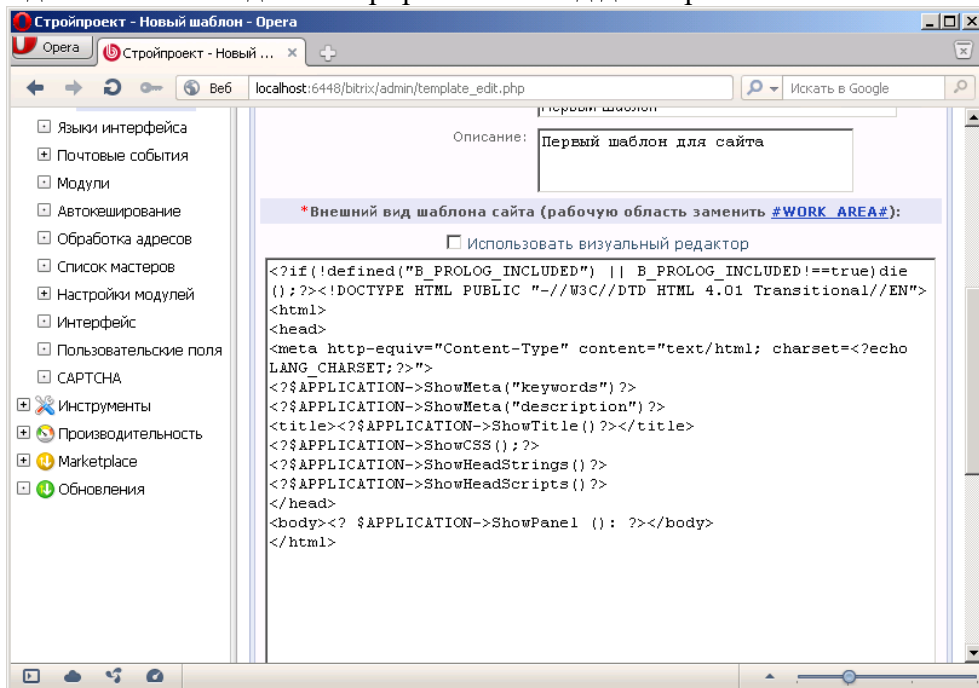 Стройпроект - Новый шаблон - Opera
Opera
Стройпроект - Новый ...
Веб
localhost:6448/bitrix/admin/template_edit.php
Искать в Google
Языки интерфейса
Почтовые события
Модули
Автокеширование
Обработка адресов
Список мастеров
Настройки модулей
Интерфейс
Пользовательские поля
CAPTCHA
Инструменты
Производительность
Marketplace
Обновления
Первый шаблон
Описание:
Первый шаблон для сайта
*Внешний вид шаблона сайта (рабочую область заменить #WORK_AREA#):
Использовать визуальный редактор
<?if(!defined("B_PROLOG_INCLUDED") || B_PROLOG_INCLUDED!==true)die
();?><!DOCTYPE HTML PUBLIC "-//W3C//DTD HTML 4.01 Transitional//EN">
<html>
<head>
<meta http-equiv="Content-Type" content="text/html; charset=<?echo
LANG_CHARSET;?>">
<?$APPLICATION->ShowMeta("keywords")?>
<?$APPLICATION->ShowMeta("description")?>
<title><?$APPLICATION->ShowTitle()?></title>
<?$APPLICATION->ShowCSS();?>
<?$APPLICATION->ShowHeadStrings()?>
<?$APPLICATION->ShowHeadScripts()?>
</head>
<body><? $APPLICATION->ShowPanel (): ?></body>
</html>